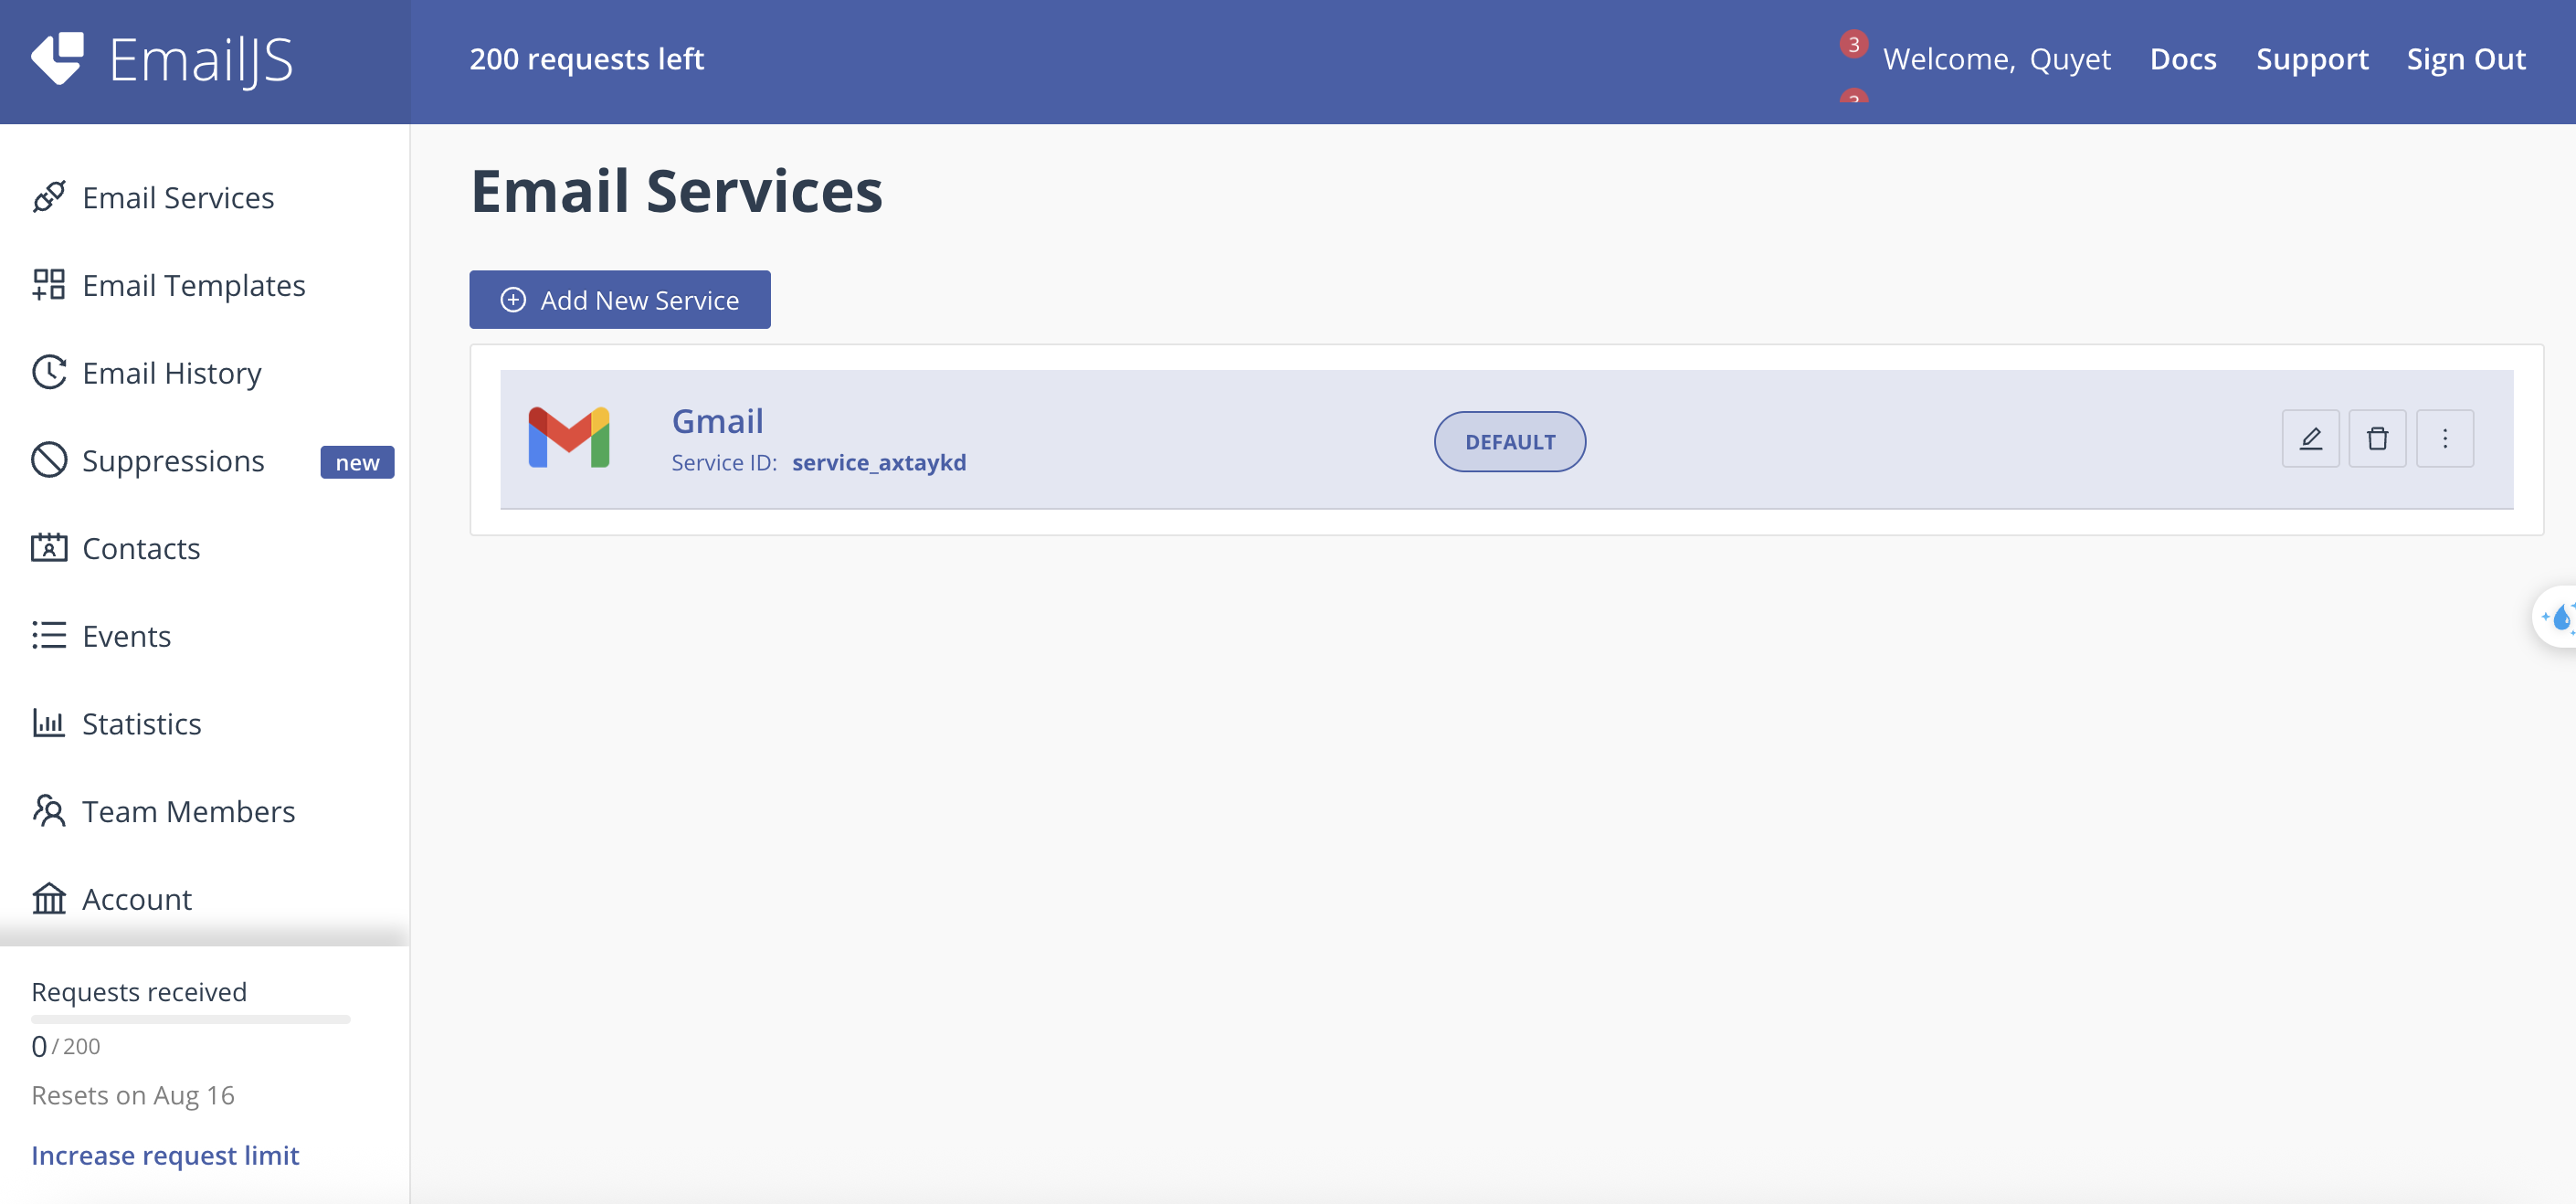 EmailJS
200 requests left
3
Welcome, Quyet
Docs
Support
Sign Out
Email Services
Email Templates
Email History
Suppressions
new
Contacts
Events
Statistics
Team Members
Account
Requests received
0 / 200
Resets on Aug 16
Increase request limit
Email Services
Add New Service
Gmail
Service ID: service_axtaykd
DEFAULT